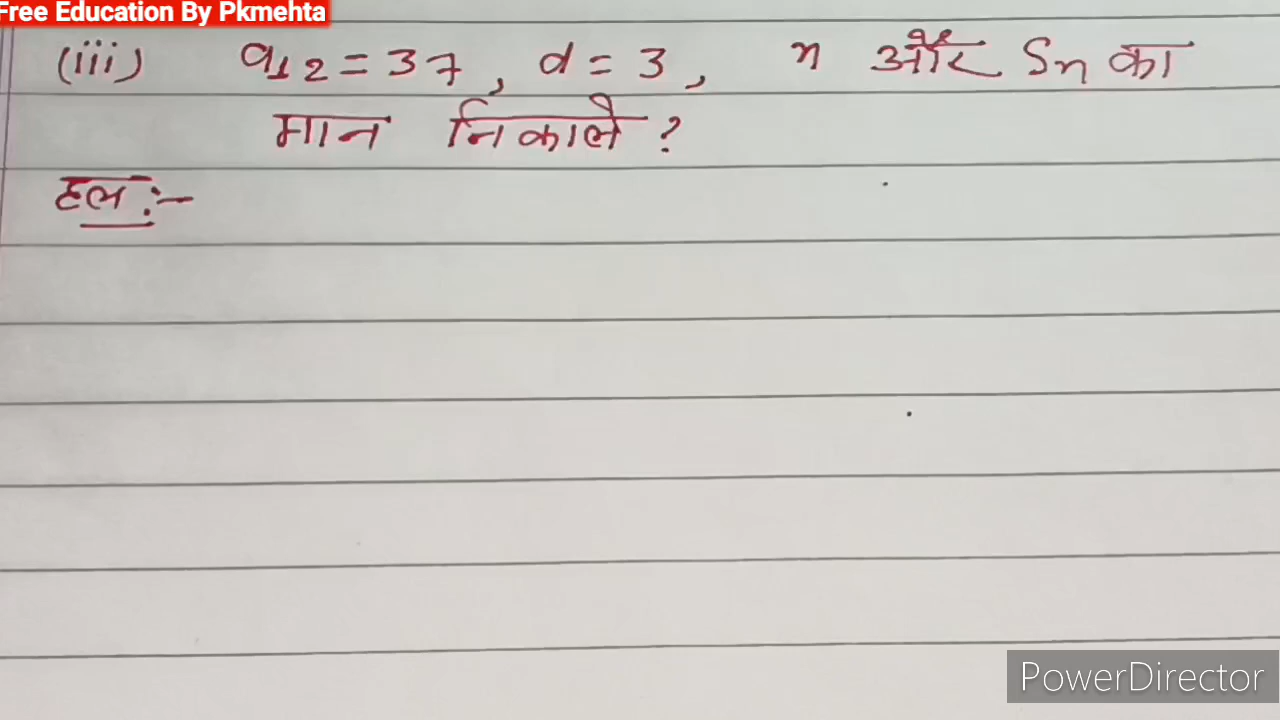 Free Education By Pkmehta
(iii) a₁₂ = 37, d = 3, n और Sn का
मान निकाले ?
हल :-
PowerDirector